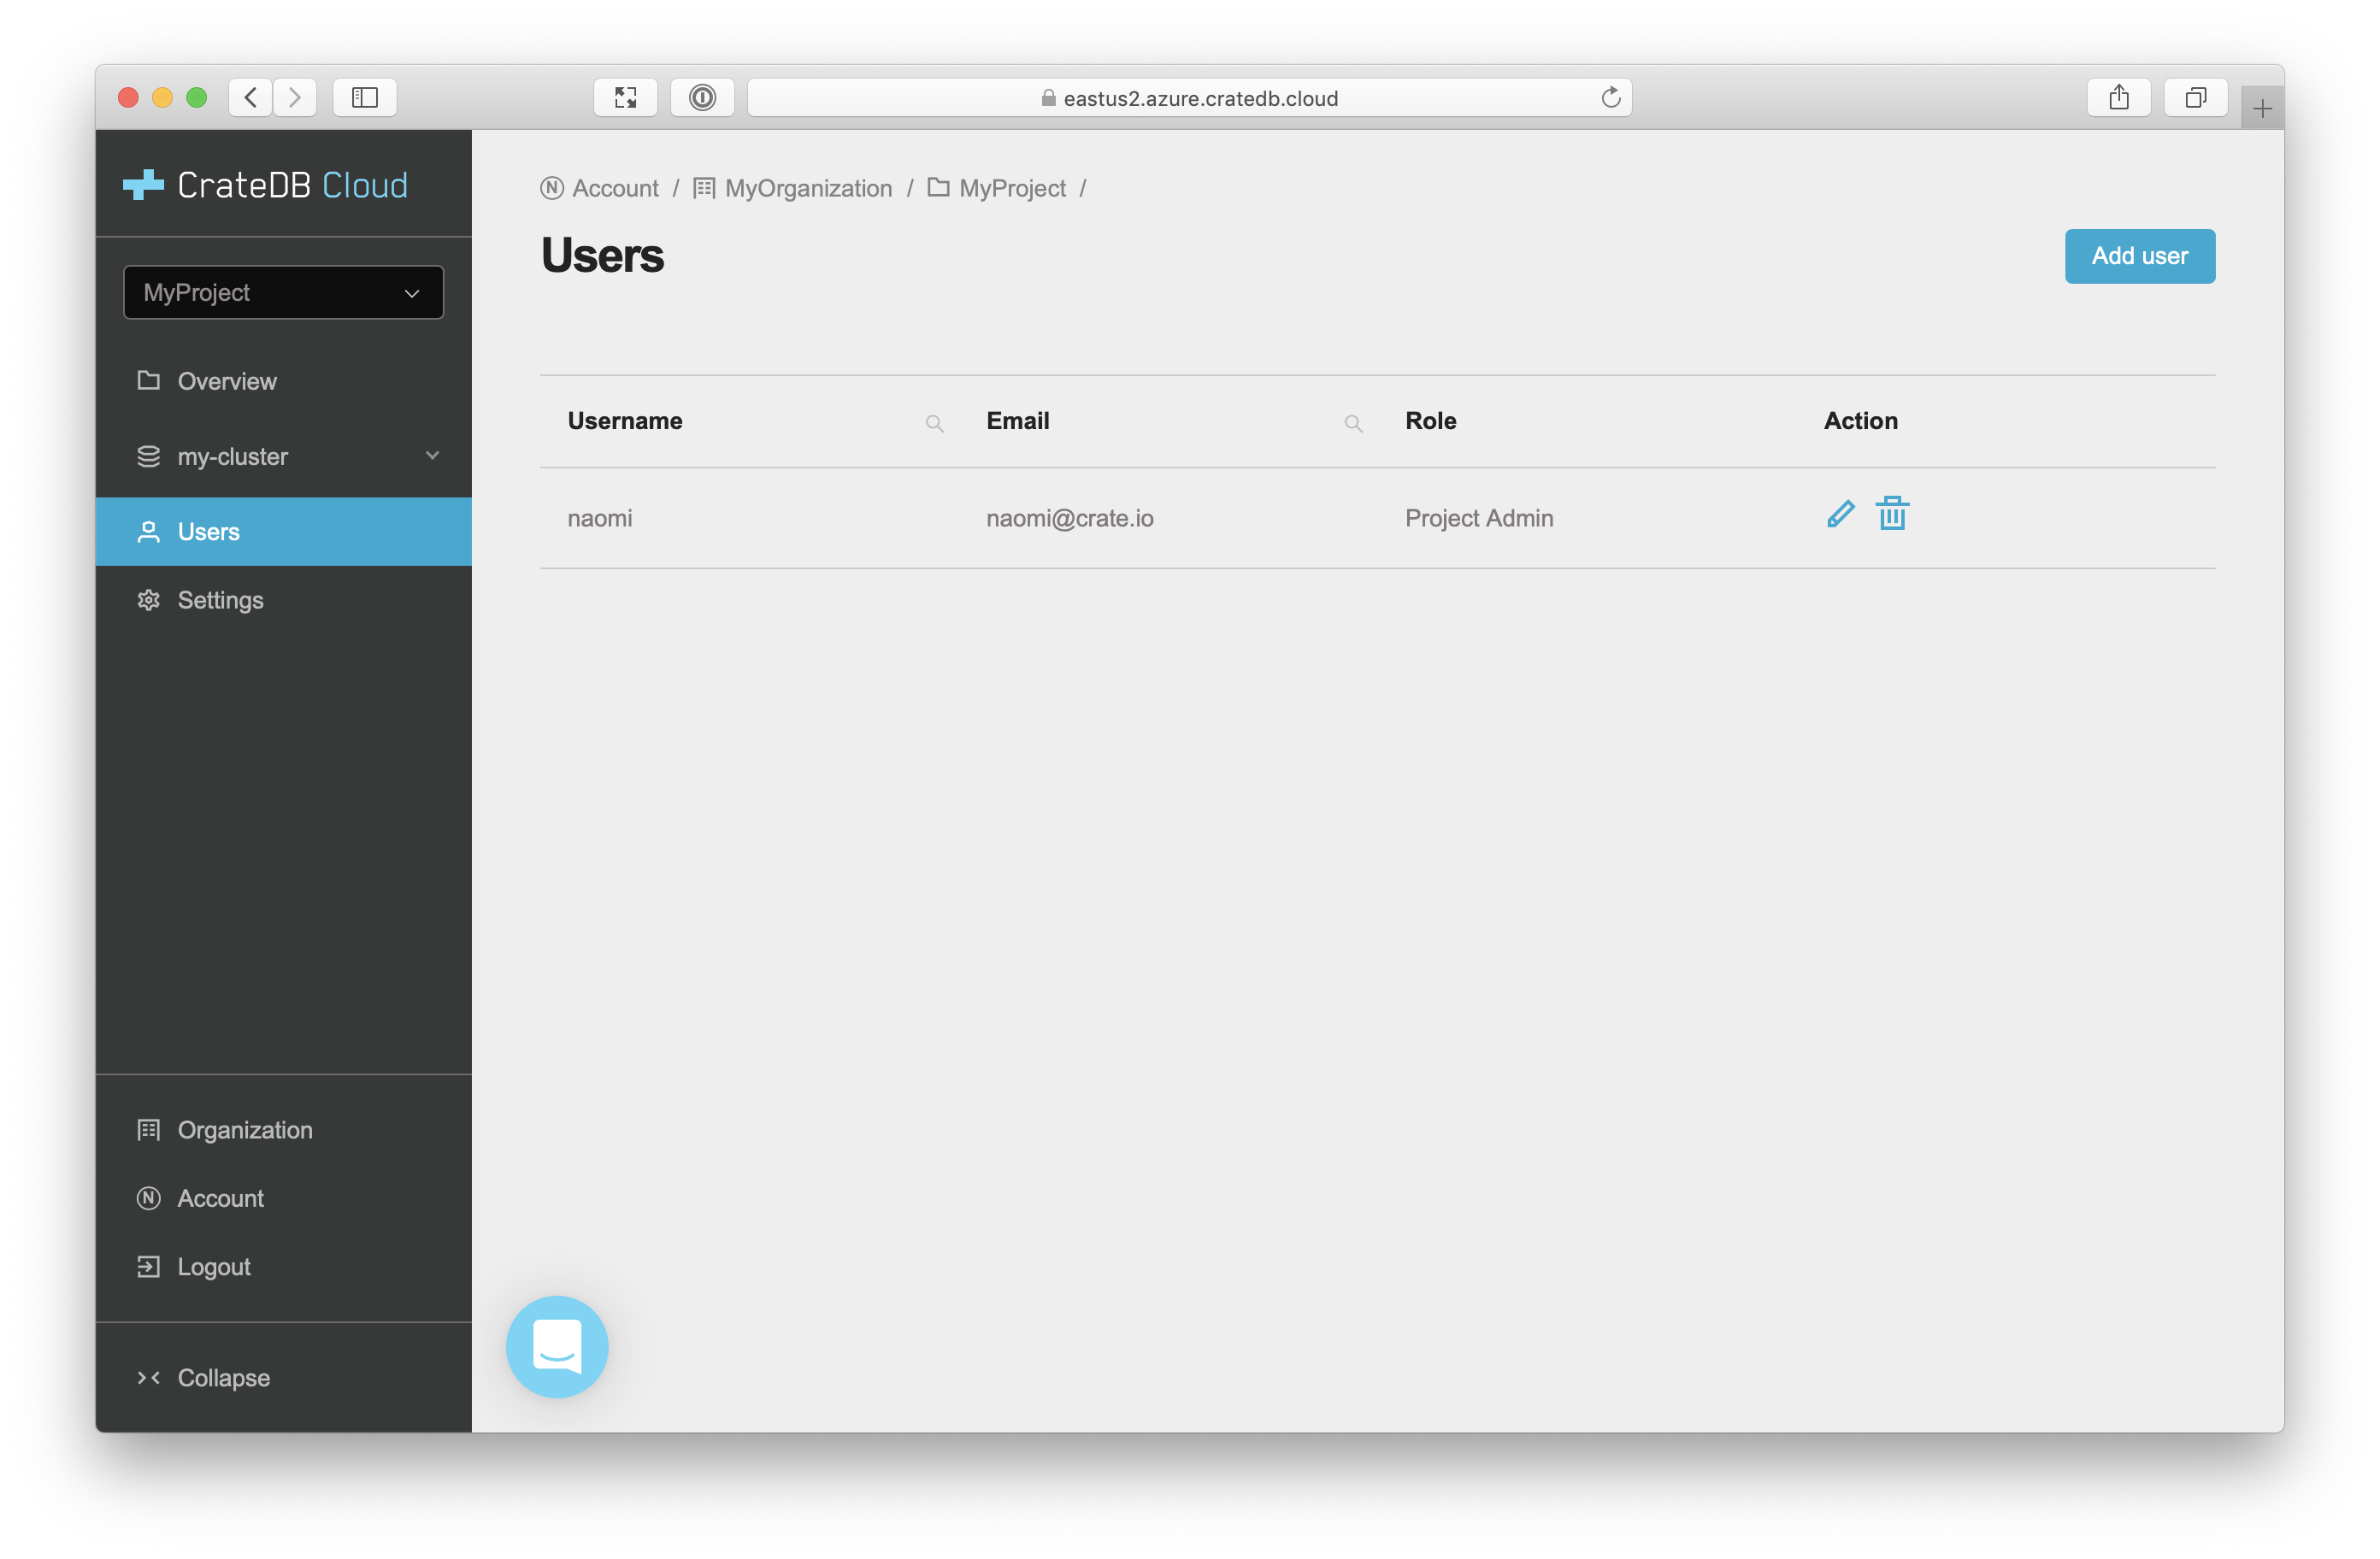 eastus2.azure.cratedb.cloud
CrateDB Cloud
MyProject
Overview
my-cluster
Users
Settings
Organization
N Account
Logout
Collapse
N Account / MyOrganization / MyProject /
Users
Add user
Username Email Role Action
naomi naomi@crate.io Project Admin